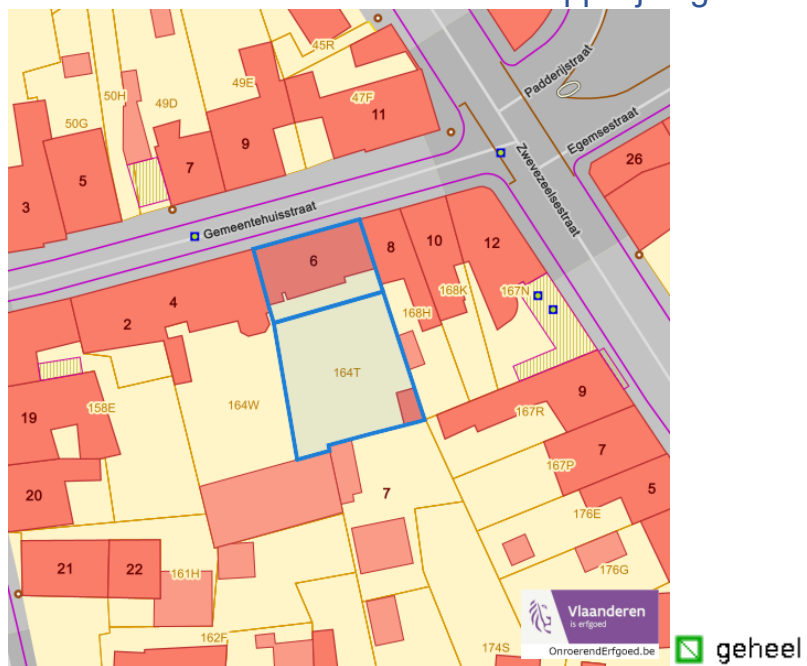 45R
50H
49D
49E
47F
50G
11
9
7
5
3
Padderijstraat
Egemsestraat
Zwevezeelsestraat
26
Gemeentehuisstraat
6
8
10
12
4
2
168K
167N
168H
164T
164W
158E
19
9
167R
7
167P
20
7
5
176E
21
22
161H
176G
162F
174S
Vlaanderen
is erfgoed
OnroerendErfgoed.be
geheel